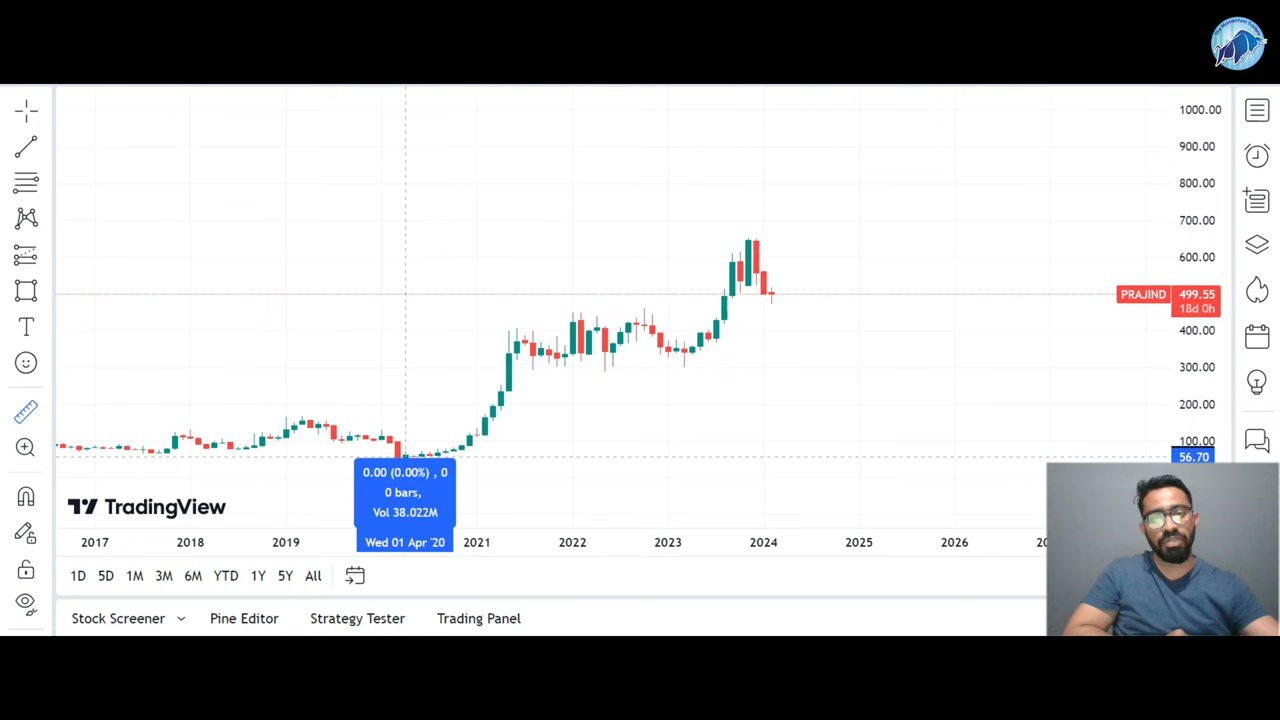 The Momentum
1000.00
900.00
800.00
700.00
600.00
PRAJIND 499.55
18d 0h
400.00
300.00
200.00
100.00
56.70
0.00 (0.00%) , 0
0 bars,
Vol 38.022M
TradingView
2017 2018 2019 Wed 01 Apr '20 2021 2022 2023 2024 2025 2026
1D 5D 1M 3M 6M YTD 1Y 5Y All
Stock Screener Pine Editor Strategy Tester Trading Panel